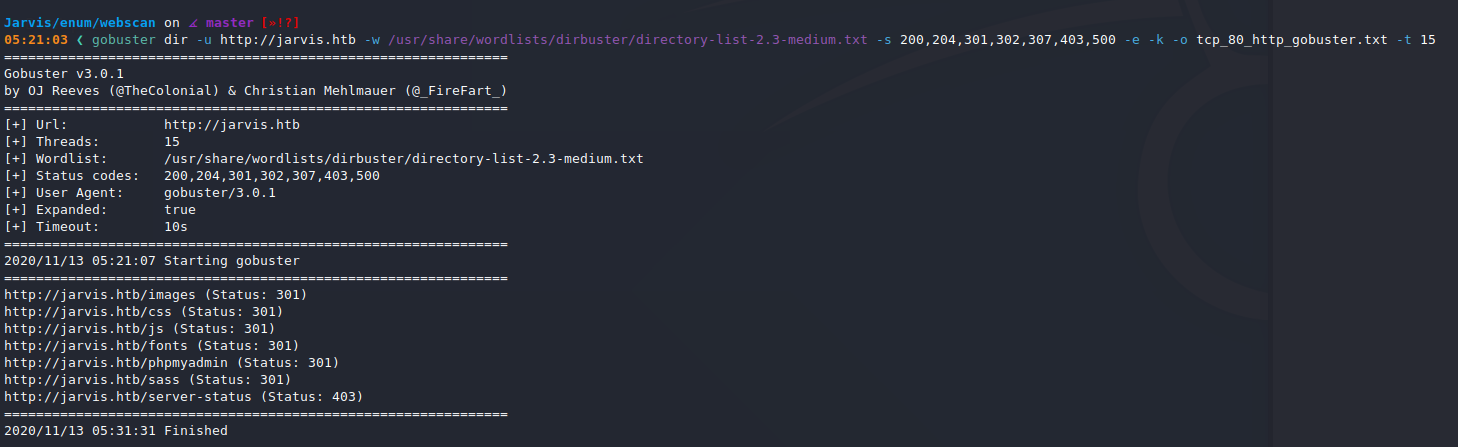 Jarvis/enum/webscan on ⦨ master [»!?]
05:21:03 ❮ gobuster dir -u http://jarvis.htb -w /usr/share/wordlists/dirbuster/directory-list-2.3-medium.txt -s 200,204,301,302,307,403,500 -e -k -o tcp_80_http_gobuster.txt -t 15
===============================================================
Gobuster v3.0.1
by OJ Reeves (@TheColonial) & Christian Mehlmauer (@_FireFart_)
===============================================================
[+] Url:            http://jarvis.htb
[+] Threads:        15
[+] Wordlist:       /usr/share/wordlists/dirbuster/directory-list-2.3-medium.txt
[+] Status codes:   200,204,301,302,307,403,500
[+] User Agent:     gobuster/3.0.1
[+] Expanded:       true
[+] Timeout:        10s
===============================================================
2020/11/13 05:21:07 Starting gobuster
===============================================================
http://jarvis.htb/images (Status: 301)
http://jarvis.htb/css (Status: 301)
http://jarvis.htb/js (Status: 301)
http://jarvis.htb/fonts (Status: 301)
http://jarvis.htb/phpmyadmin (Status: 301)
http://jarvis.htb/sass (Status: 301)
http://jarvis.htb/server-status (Status: 403)
===============================================================
2020/11/13 05:31:31 Finished